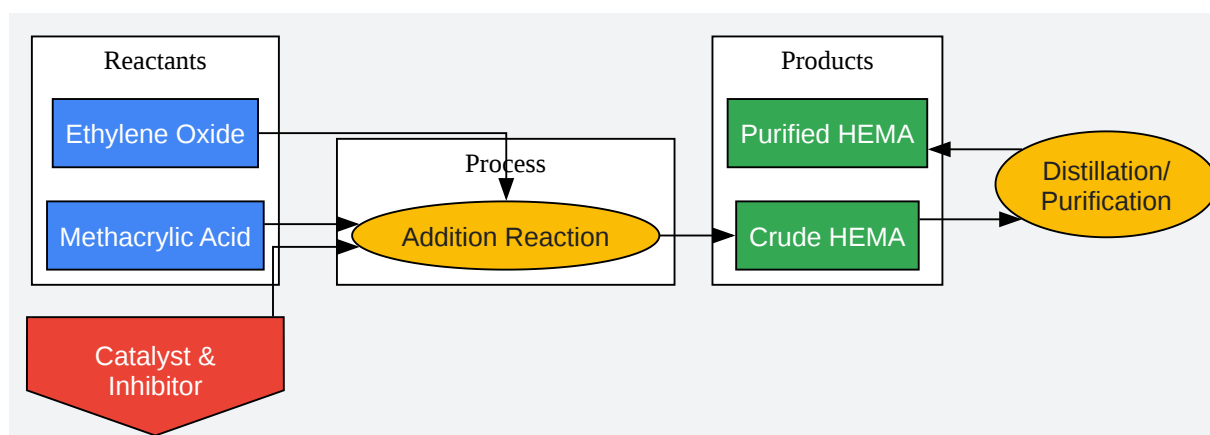 Reactants
Ethylene Oxide
Methacrylic Acid
Catalyst &
Inhibitor
Process
Addition Reaction
Products
Purified HEMA
Crude HEMA
Distillation/
Purification